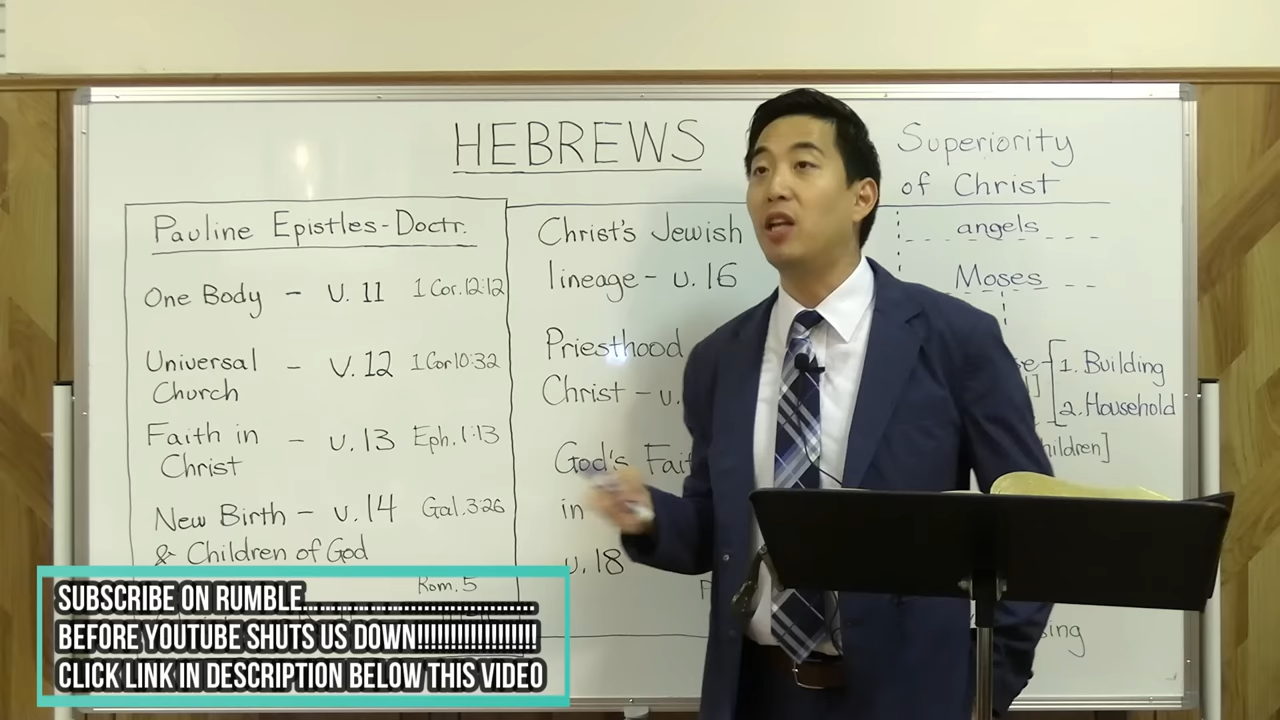 HEBREWS
Pauline Epistles-Doctr.
One Body - v. 11 1 Cor. 12:12
Universal - v. 12 1 Cor 10:32
Church
Faith in - v. 13 Eph. 1:13
Christ
New Birth - v. 14 Gal. 3:26
& Children of God
Rom. 5
Christ's Jewish
lineage - v. 16
Priesthood
Christ - v.
God's
in
v. 18
Superiority
of Christ
angels
Moses
1. Building
2. Household
SUBSCRIBE ON RUMBLE........................................
BEFORE YOUTUBE SHUTS US DOWN!!!!!!!!!!!!!!!!!!!
CLICK LINK IN DESCRIPTION BELOW THIS VIDEO